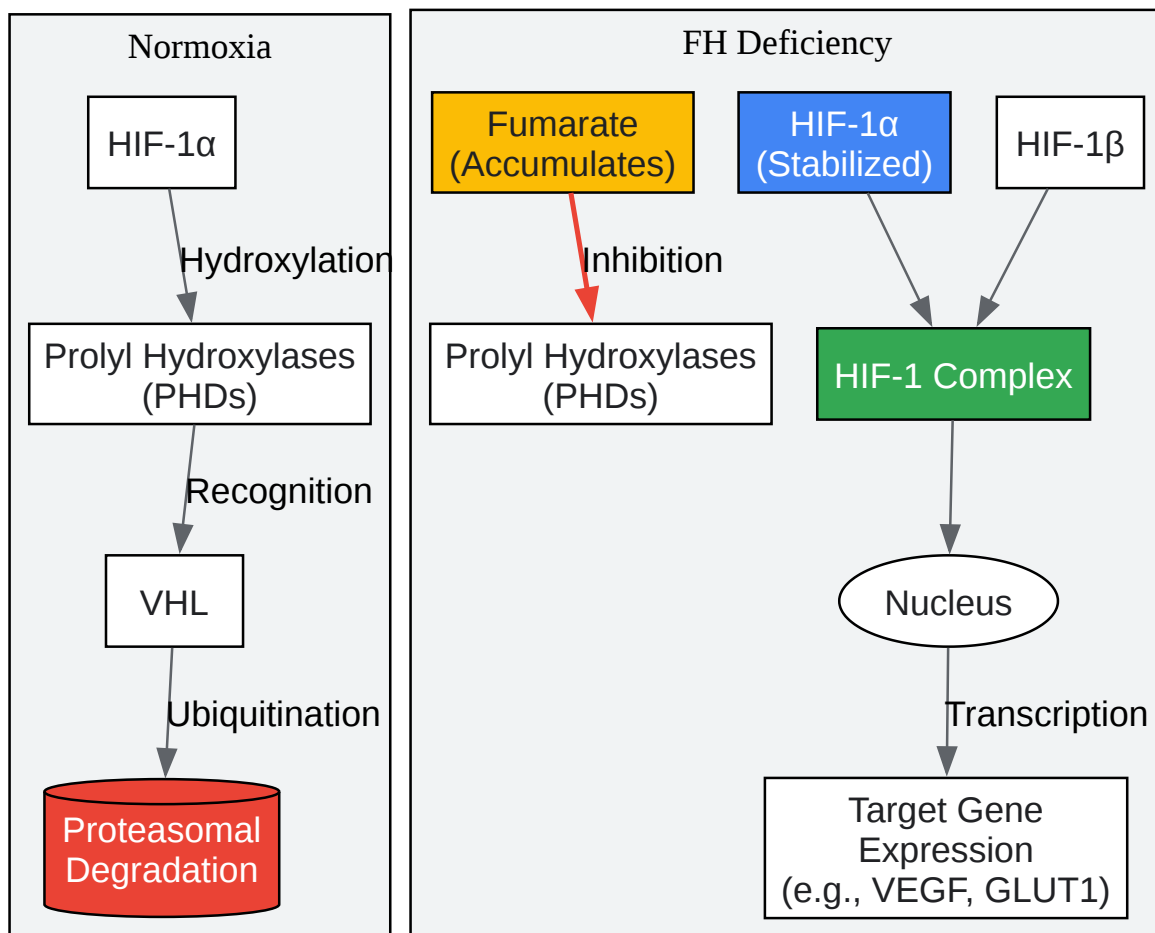 Normoxia
HIF-1α
Hydroxylation
Prolyl Hydroxylases
(PHDs)
Recognition
VHL
Ubiquitination
Proteasomal
Degradation
FH Deficiency
Fumarate
(Accumulates)
HIF-1α
(Stabilized)
HIF-1β
Inhibition
Prolyl Hydroxylases
(PHDs)
HIF-1 Complex
Nucleus
Transcription
Target Gene
Expression
(e.g., VEGF, GLUT1)